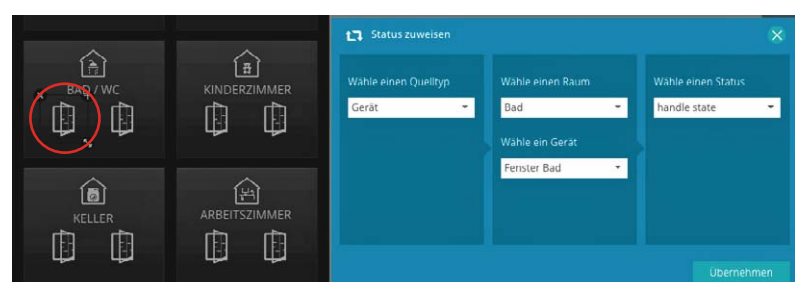 BAD / WC
KINDERZIMMER
KELLER
ARBEITSZIMMER
Status zuweisen
Wähle einen Quelltyp
Gerät
Wähle einen Raum
Bad
Wähle ein Gerät
Fenster Bad
Wähle einen Status
handle state
Übernehmen